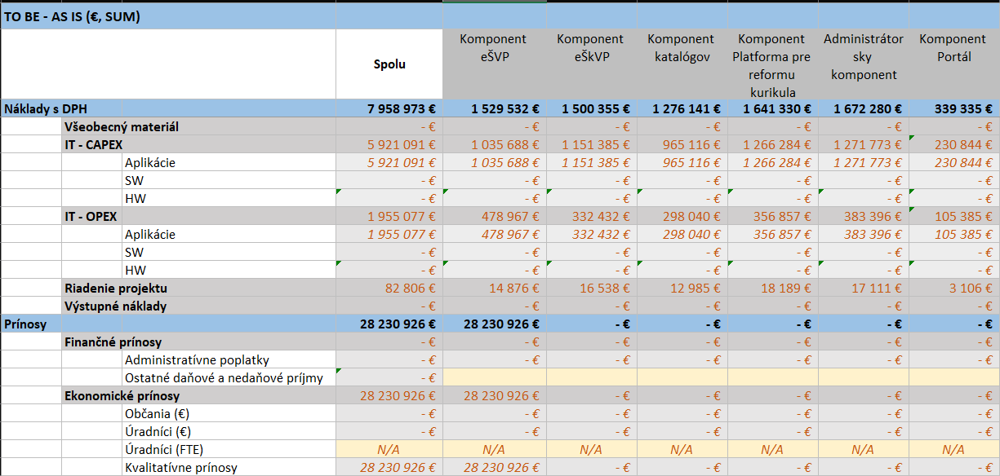 TO BE - AS IS (€, SUM)
Spolu
Komponent eŠVP
Komponent eŠkVP
Komponent katalógov
Komponent Platforma pre reformu kurikula
Administrátorsky komponent
Komponent Portál
Náklady s DPH 7 958 973 € 1 529 532 € 1 500 355 € 1 276 141 € 1 641 330 € 1 672 280 € 339 335 €
Všeobecný materiál - € - € - € - € - € - € - €
IT - CAPEX 5 921 091 € 1 035 688 € 1 151 385 € 965 116 € 1 266 284 € 1 271 773 € 230 844 €
Aplikácie 5 921 091 € 1 035 688 € 1 151 385 € 965 116 € 1 266 284 € 1 271 773 € 230 844 €
SW - € - € - € - € - € - € - €
HW - € - € - € - € - € - € - €
IT - OPEX 1 955 077 € 478 967 € 332 432 € 298 040 € 356 857 € 383 396 € 105 385 €
Aplikácie 1 955 077 € 478 967 € 332 432 € 298 040 € 356 857 € 383 396 € 105 385 €
SW - € - € - € - € - € - € - €
HW - € - € - € - € - € - € - €
Riadenie projektu 82 806 € 14 876 € 16 538 € 12 985 € 18 189 € 17 111 € 3 106 €
Výstupné náklady - € - € - € - € - € - € - €
Prínosy 28 230 926 € 28 230 926 € - € - € - € - € - €
Finančné prínosy - € - € - € - € - € - € - €
Administratívne poplatky - € - € - € - € - € - € - €
Ostatné daňové a nedaňové príjmy - €
Ekonomické prínosy 28 230 926 € 28 230 926 € - € - € - € - € - €
Občania (€) - € - € - € - € - € - € - €
Úradníci (€) - € - € - € - € - € - € - €
Úradníci (FTE) N/A N/A N/A N/A N/A N/A N/A
Kvalitatívne prínosy 28 230 926 € 28 230 926 € - € - € - € - € - €